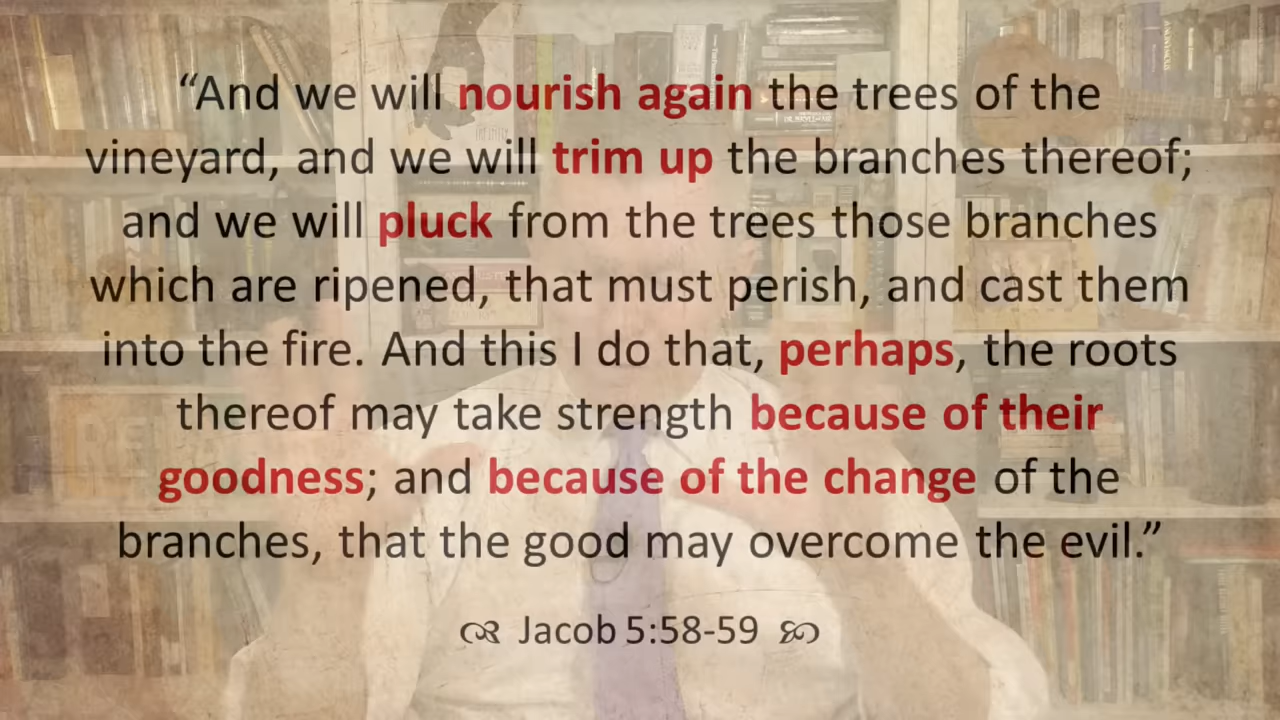 “And we will nourish again the trees of the
vineyard, and we will trim up the branches thereof;
and we will pluck from the trees those branches
which are ripened, that must perish, and cast them
into the fire. And this I do that, perhaps, the roots
thereof may take strength because of their
goodness; and because of the change of the
branches, that the good may overcome the evil.”
Jacob 5:58-59